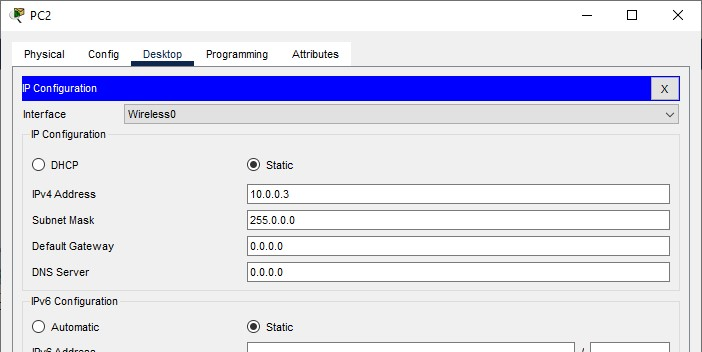 PC2
Physical Config Desktop Programming Attributes
IP Configuration X
Interface Wireless0
IP Configuration
DHCP Static
IPv4 Address 10.0.0.3
Subnet Mask 255.0.0.0
Default Gateway 0.0.0.0
DNS Server 0.0.0.0
IPv6 Configuration
Automatic Static
IPv6 Address /